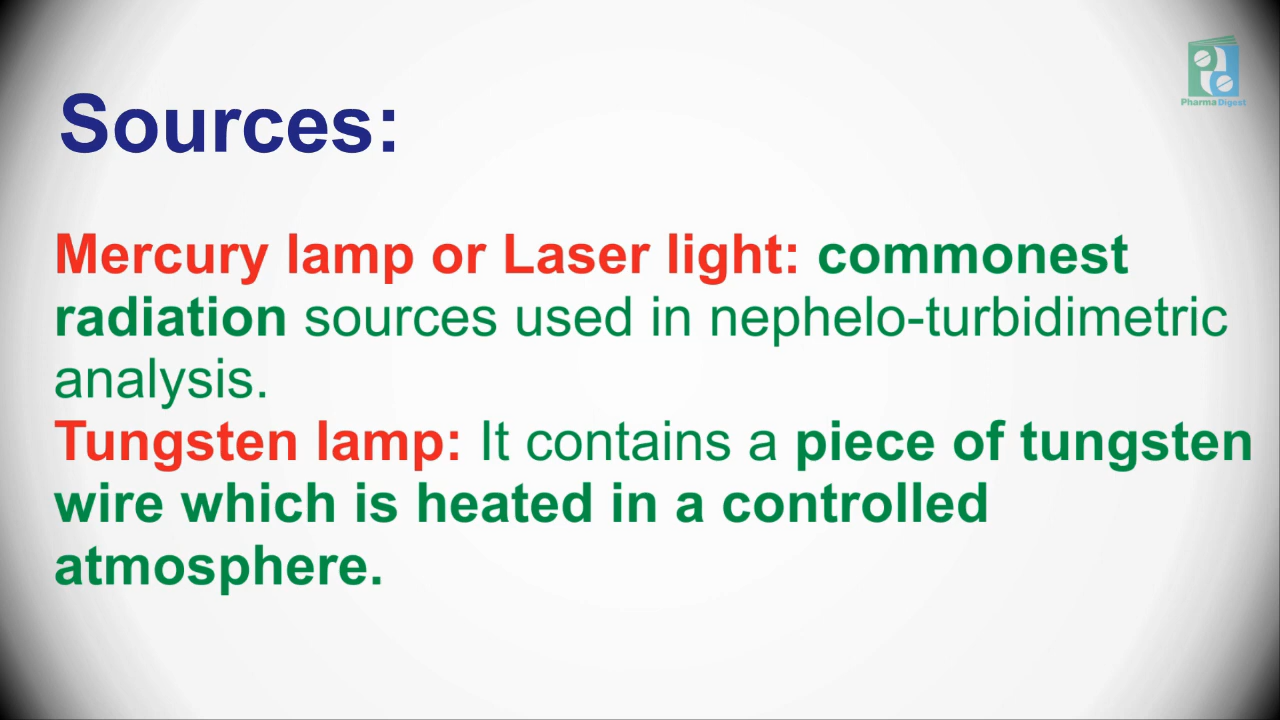 Pharma Digest
Sources:
Mercury lamp or Laser light: commonest
radiation sources used in nephelo-turbidimetric
analysis.
Tungsten lamp: It contains a piece of tungsten
wire which is heated in a controlled
atmosphere.